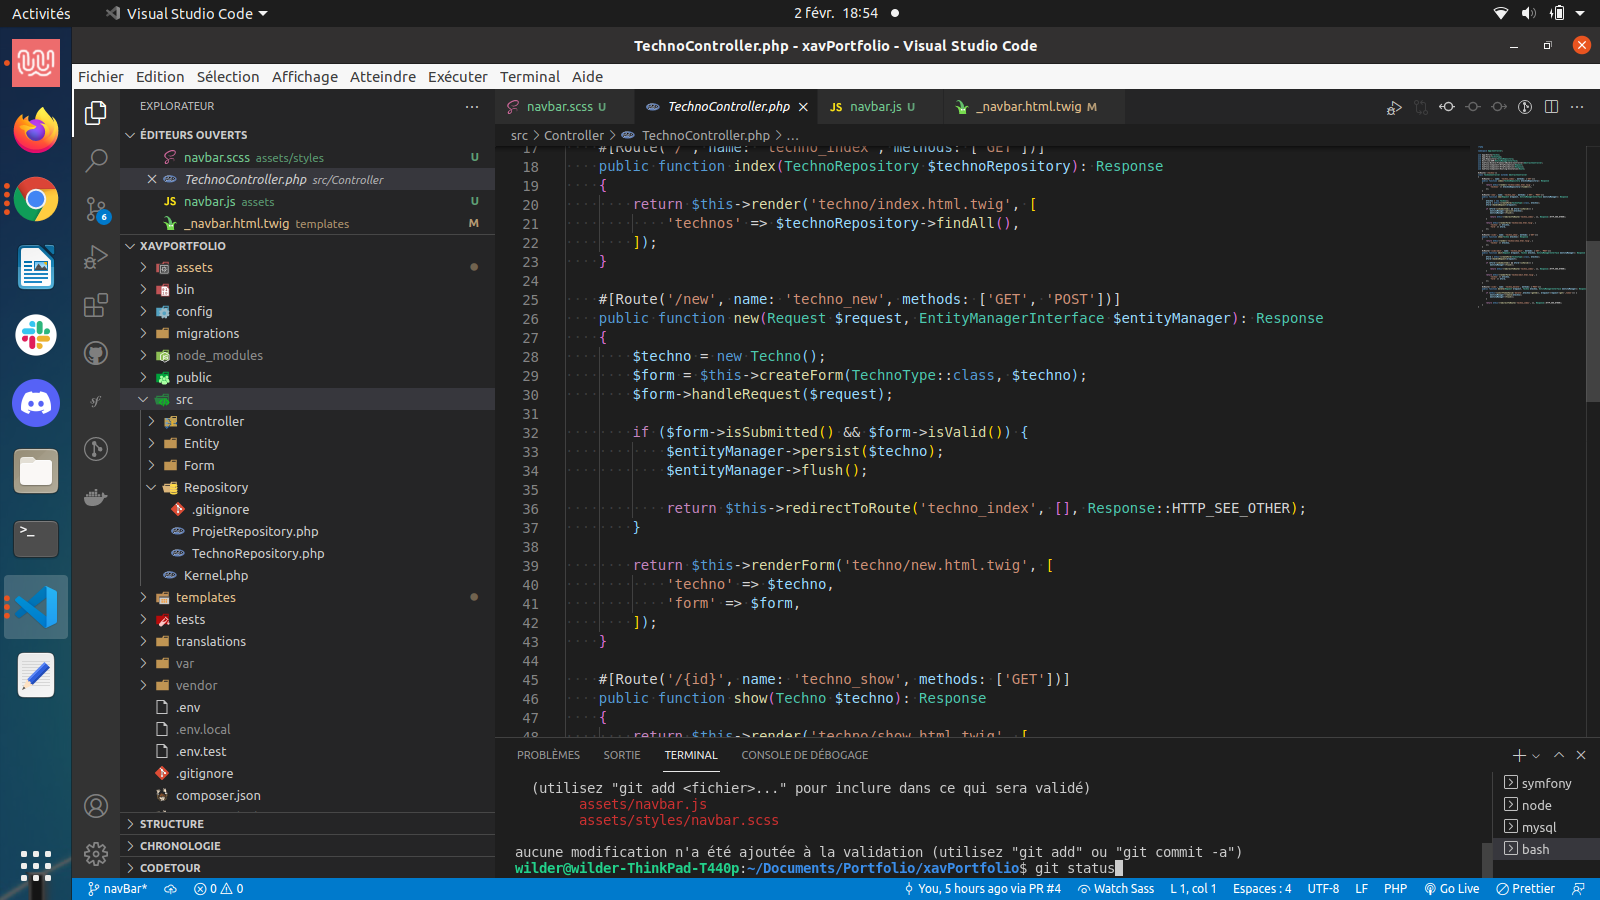 Activités
Visual Studio Code
2 févr. 18:54
TechnoController.php - xavPortfolio - Visual Studio Code
Fichier Edition Sélection Affichage Atteindre Exécuter Terminal Aide
EXPLORATEUR
ÉDITEURS OUVERTS
navbar.scss assets/styles U
TechnoController.php src/Controller
JS navbar.js assets U
_navbar.html.twig templates M
XAVPORTFOLIO
assets
bin
config
migrations
node_modules
public
src
Controller
Entity
Form
Repository
.gitignore
ProjetRepository.php
TechnoRepository.php
Kernel.php
templates
tests
translations
var
vendor
.env
.env.local
.env.test
.gitignore
composer.json
STRUCTURE
CHRONOLOGIE
CODETOUR
6
sf
navbar.scss U
TechnoController.php
JS navbar.js U
_navbar.html.twig M
src > Controller > TechnoController.php > ...
17 #[Route('/', name: 'techno_index', methods: ['GET'])]
18 public function index(TechnoRepository $technoRepository): Response
19 {
20 return $this->render('techno/index.html.twig', [
21 'technos' => $technoRepository->findAll(),
22 ]);
23 }
24
25 #[Route('/new', name: 'techno_new', methods: ['GET', 'POST'])]
26 public function new(Request $request, EntityManagerInterface $entityManager): Response
27 {
28 $techno = new Techno();
29 $form = $this->createForm(TechnoType::class, $techno);
30 $form->handleRequest($request);
31
32 if ($form->isSubmitted() && $form->isValid()) {
33 $entityManager->persist($techno);
34 $entityManager->flush();
35
36 return $this->redirectToRoute('techno_index', [], Response::HTTP_SEE_OTHER);
37 }
38
39 return $this->renderForm('techno/new.html.twig', [
40 'techno' => $techno,
41 'form' => $form,
42 ]);
43 }
44
45 #[Route('/{id}', name: 'techno_show', methods: ['GET'])]
46 public function show(Techno $techno): Response
47 {
48 return $this->render('techno/show.html.twig', [
PROBLÈMES SORTIE TERMINAL CONSOLE DE DÉBOGAGE
(utilisez "git add <fichier>..." pour inclure dans ce qui sera validé)
assets/navbar.js
assets/styles/navbar.scss
aucune modification n'a été ajoutée à la validation (utilisez "git add" ou "git commit -a")
wilder@wilder-ThinkPad-T440p:~/Documents/Portfolio/xavPortfolio$ git status
symfony
node
mysql
bash
navBar* 0 0 You, 5 hours ago via PR #4 Watch Sass L 1, col 1 Espaces : 4 UTF-8 LF PHP Go Live Prettier